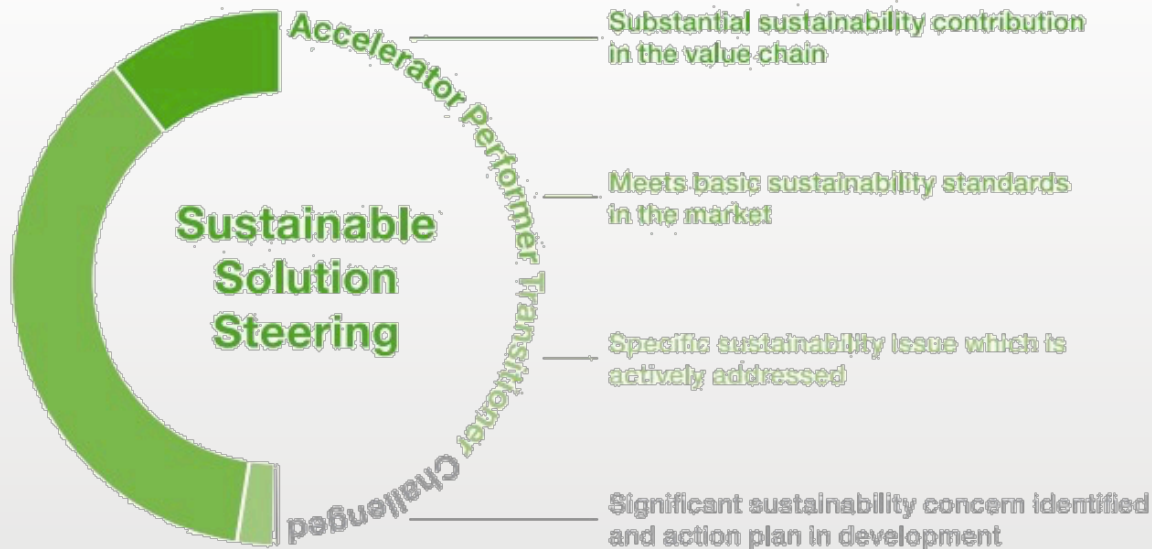 Accelerator
Substantial sustainability contribution
in the value chain
Performer
Meets basic sustainability standards
in the market
Sustainable
Solution
Steering
Transitioner
Specific sustainability issue which is
actively addressed
Challenged
Significant sustainability concern identified
and action plan in development